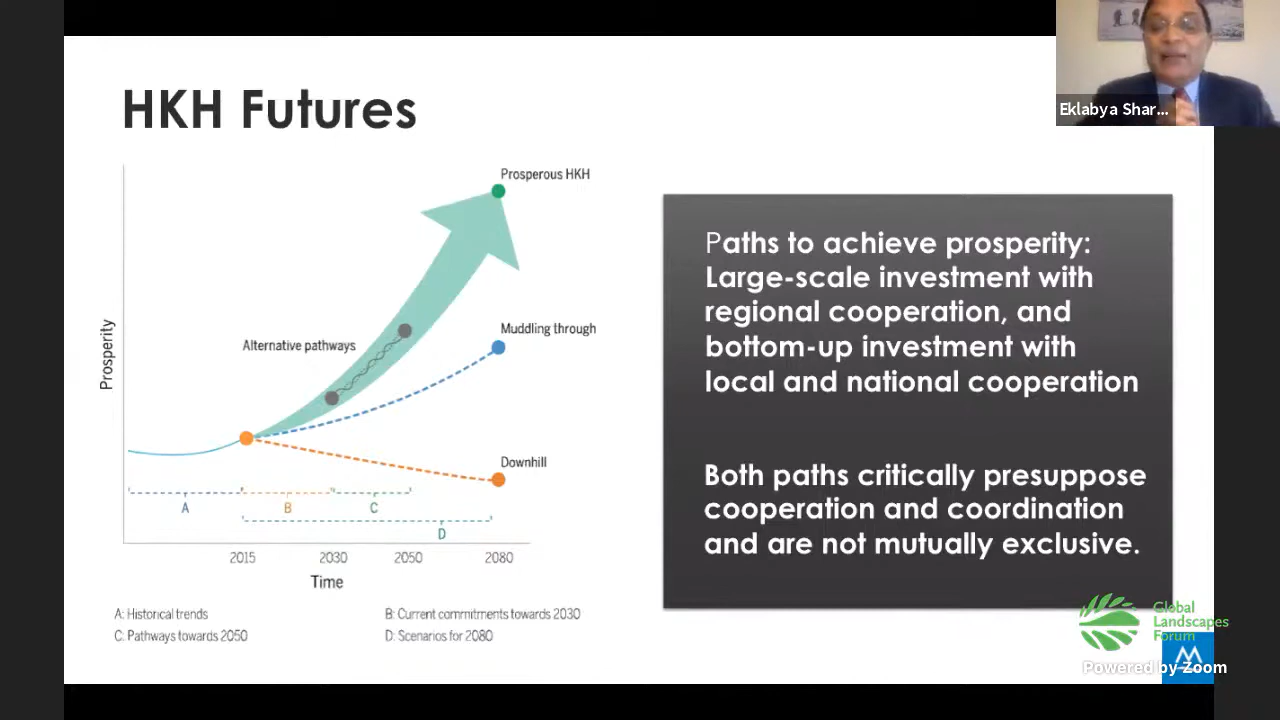 HKH Futures
Eklabya Shar...
Prosperous HKH
Muddling through
Alternative pathways
Downhill
Prosperity
A
B
C
D
2015
2030
2050
2080
Time
A: Historical trends
B: Current commitments towards 2030
C: Pathways towards 2050
D: Scenarios for 2080
Paths to achieve prosperity:
Large-scale investment with
regional cooperation, and
bottom-up investment with
local and national cooperation
Both paths critically presuppose
cooperation and coordination
and are not mutually exclusive.
Global
Landscapes
Forum
Powered by Zoom